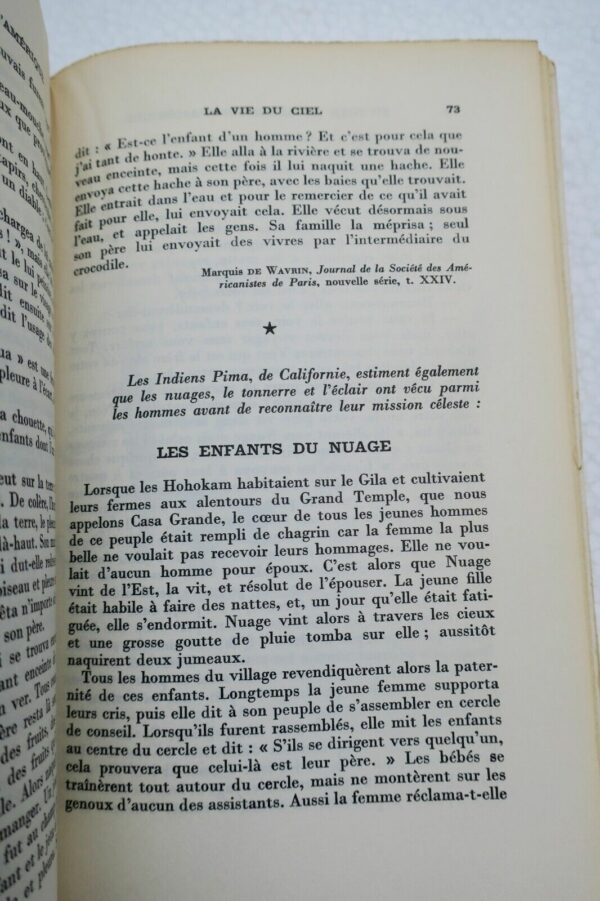 L'AMÉRIQUE
LA VIE DU CIEL 73
dit : « Est-ce l'enfant d'un homme ? Et c'est pour cela que
j'ai tant de honte. » Elle alla à la rivière et se trouva de nou-
veau enceinte, mais cette fois il lui naquit une hache. Elle
envoya cette hache à son père, avec les baies qu'elle trouvait.
Elle entrait dans l'eau et pour le remercier de ce qu'il avait
fait pour elle, lui envoyait cela. Elle vécut désormais sous
l'eau, et appelait les gens. Sa famille la méprisa ; seul
son père lui envoyait des vivres par l'intermédiaire du
crocodile.
Marquis DE WAVRIN, Journal de la Société des Amé-
ricanistes de Paris, nouvelle série, t. XXIV.
★
Les Indiens Pima, de Californie, estiment également
que les nuages, le tonnerre et l'éclair ont vécu parmi
les hommes avant de reconnaître leur mission céleste :
LES ENFANTS DU NUAGE
Lorsque les Hohokam habitaient sur le Gila et cultivaient
leurs fermes aux alentours du Grand Temple, que nous
appelons Casa Grande, le cœur de tous les jeunes hommes
de ce peuple était rempli de chagrin car la femme la plus
belle ne voulait pas recevoir leurs hommages. Elle ne vou-
lait d'aucun homme pour époux. C'est alors que Nuage
vint de l'Est, la vit, et résolut de l'épouser. La jeune fille
était habile à faire des nattes, et, un jour qu'elle était fati-
guée, elle s'endormit. Nuage vint alors à travers les cieux
et une grosse goutte de pluie tomba sur elle ; aussitôt
naquirent deux jumeaux.
Tous les hommes du village revendiquèrent alors la pater-
nité de ces enfants. Longtemps la jeune femme supporta
leurs cris, puis elle dit à son peuple de s'assembler en cercle
de conseil. Lorsqu'ils furent rassemblés, elle mit les enfants
au centre du cercle et dit : « S'ils se dirigent vers quelqu'un,
cela prouvera que celui-là est leur père. » Les bébés se
traînèrent tout autour du cercle, mais ne montèrent sur les
genoux d'aucun des assistants. Aussi la femme réclama-t-elle